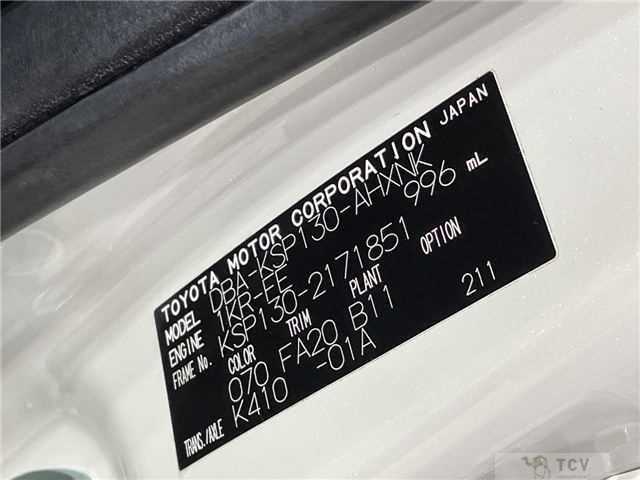 TOYOTA MOTOR CORPORATION JAPAN
MODEL DBA-KSP130-AHXNK
ENGINE 1KR-FE 996 mL
FRAME No. KSP130-2171851
COLOR TRIM PLANT OPTION
070 FA20 B11 211
TRANS./AXLE K410 -01A
TCV